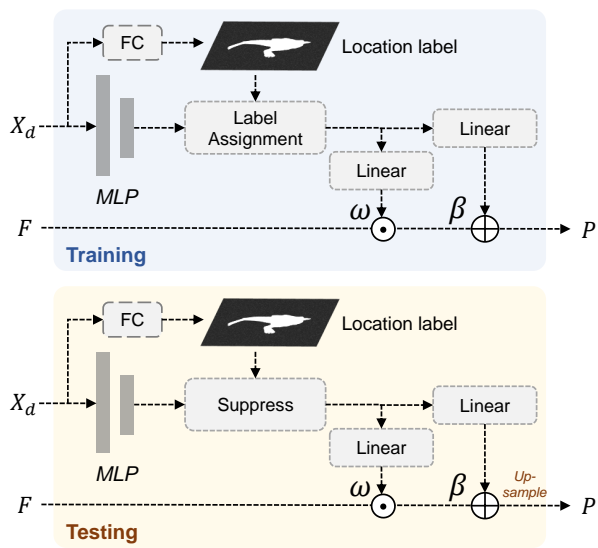 FC
Location label
X_d
Label
Assignment
Linear
Linear
MLP
ω
β
F
P
Training
FC
Location label
X_d
Suppress
Linear
Linear
MLP
Up-
sample
ω
β
F
P
Testing